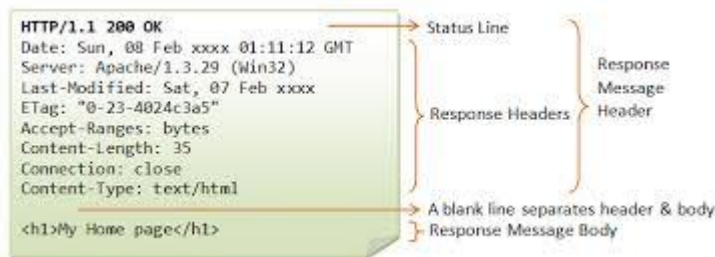 HTTP/1.1 200 OK
Date: Sun, 08 Feb xxxx 01:11:12 GMT
Server: Apache/1.3.29 (Win32)
Last-Modified: Sat, 07 Feb xxxx
ETag: "0-23-4024c3a5"
Accept-Ranges: bytes
Content-Length: 35
Connection: close
Content-Type: text/html
<h1>My Home page</h1>
Status Line
Response Headers
Response
Message
Header
A blank line separates header & body
Response Message Body